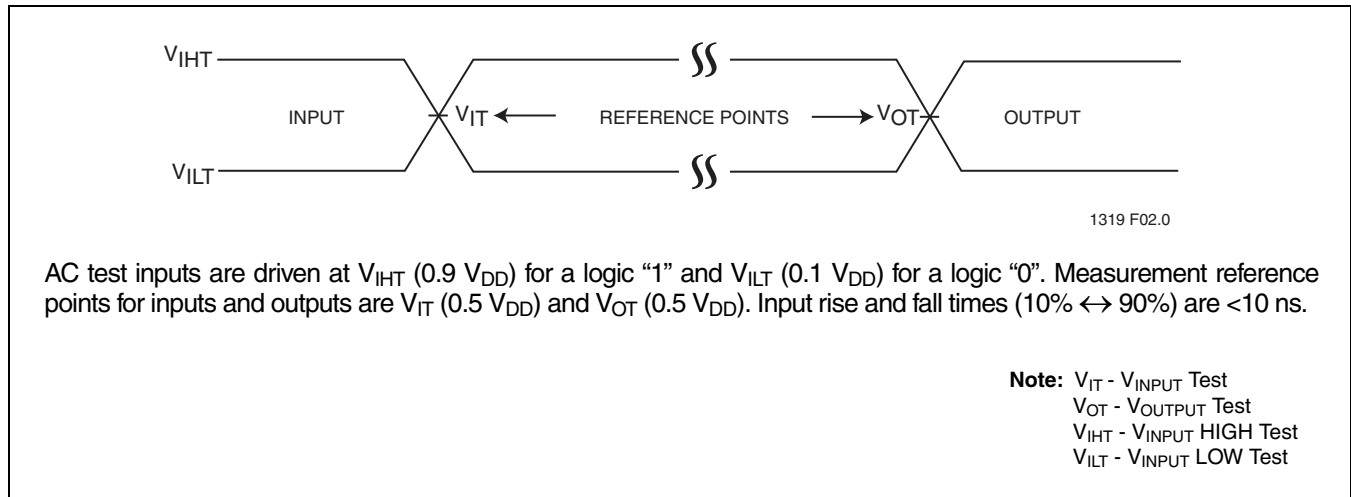 VIHT
INPUT VIT REFERENCE POINTS VOT OUTPUT
VILT
1319 F02.0
AC test inputs are driven at VIHT (0.9 VDD) for a logic “1” and VILT (0.1 VDD) for a logic “0”. Measurement reference
points for inputs and outputs are VIT (0.5 VDD) and VOT (0.5 VDD). Input rise and fall times (10% ↔ 90%) are <10 ns.
Note: VIT - VINPUT Test
VOT - VOUTPUT Test
VIHT - VINPUT HIGH Test
VILT - VINPUT LOW Test